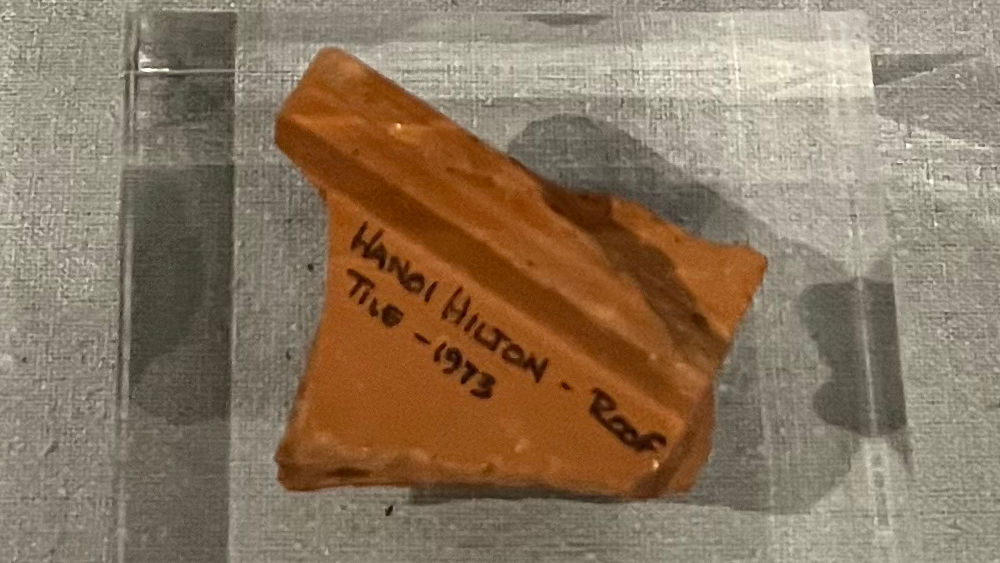 HANOI HILTON - ROOF
TILE - 1973